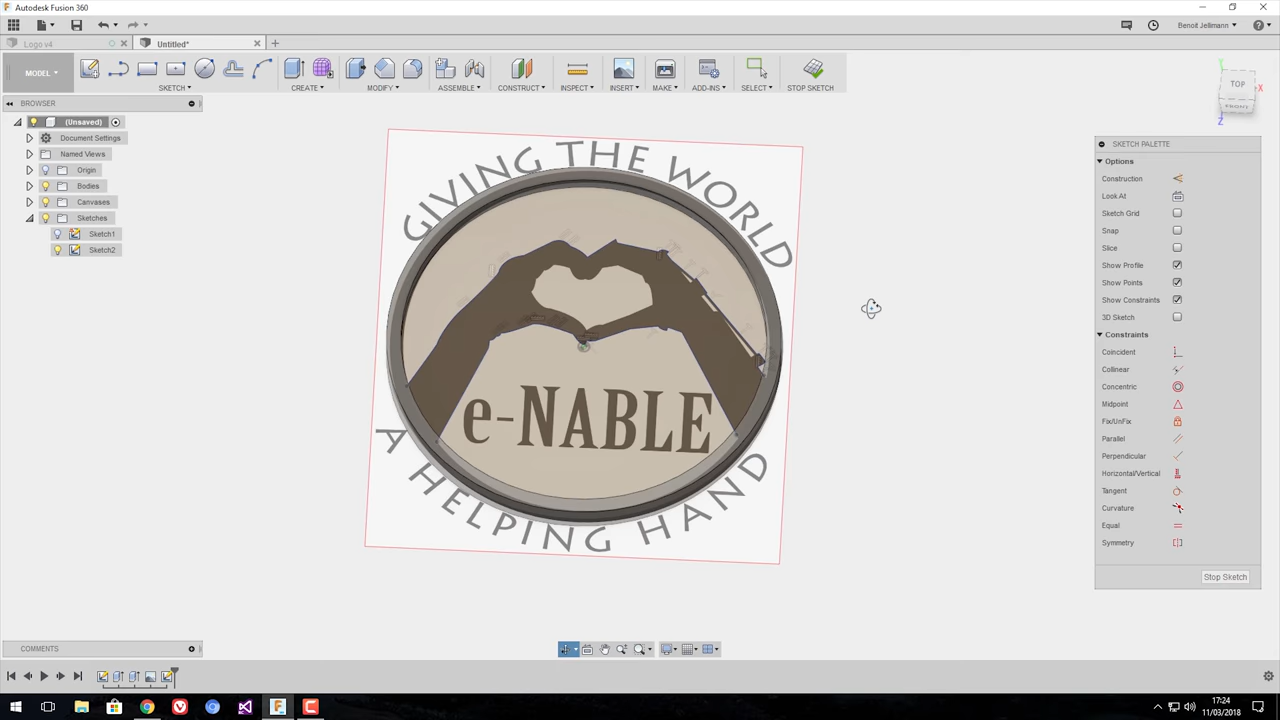 Autodesk Fusion 360
Benoit Jellmann
Logo v4
Untitled*
MODEL
SKETCH
CREATE
MODIFY
ASSEMBLE
CONSTRUCT
INSPECT
INSERT
MAKE
ADD-INS
SELECT
STOP SKETCH
BROWSER
(Unsaved)
Document Settings
Named Views
Origin
Bodies
Canvases
Sketches
Sketch1
Sketch2
GIVING THE WORLD
e-NABLE
A HELPING HAND
TOP
FRONT
X
Y
Z
SKETCH PALETTE
Options
Construction
Look At
Sketch Grid
Snap
Slice
Show Profile
Show Points
Show Constraints
3D Sketch
Constraints
Coincident
Collinear
Concentric
Midpoint
Fix/UnFix
Parallel
Perpendicular
Horizontal/Vertical
Tangent
Curvature
Equal
Symmetry
Stop Sketch
COMMENTS
17:24
11/03/2018